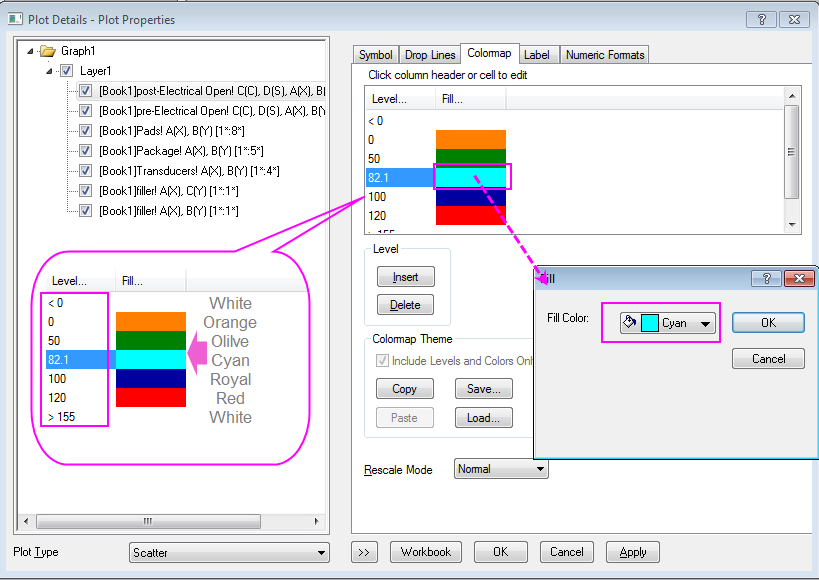 Plot Details - Plot Properties
Graph1
Layer1
[Book1]post-Electrical Open! C(C), D(S), A(X), B(Y
[Book1]pre-Electrical Open! C(C), D(S), A(X), B(Y
[Book1]Pads! A(X), B(Y) [1*:8*]
[Book1]Package! A(X), B(Y) [1*:5*]
[Book1]Transducers! A(X), B(Y) [1*:4*]
[Book1]filler! A(X), C(Y) [1*:1*]
[Book1]filler! A(X), B(Y) [1*:1*]
Level... Fill...
< 0 White
0 Orange
50 Olilve
82.1 Cyan
100 Royal
120 Red
> 155 White
Plot Type Scatter
Symbol Drop Lines Colormap Label Numeric Formats
Click column header or cell to edit
Level... Fill...
< 0
0
50
82.1
100
120
> 155
Level
Insert
Delete
Colormap Theme
Include Levels and Colors Onl
Copy Save...
Paste Load...
Rescale Mode Normal
Fill
Fill Color: Cyan OK
Cancel
>> Workbook OK Cancel Apply